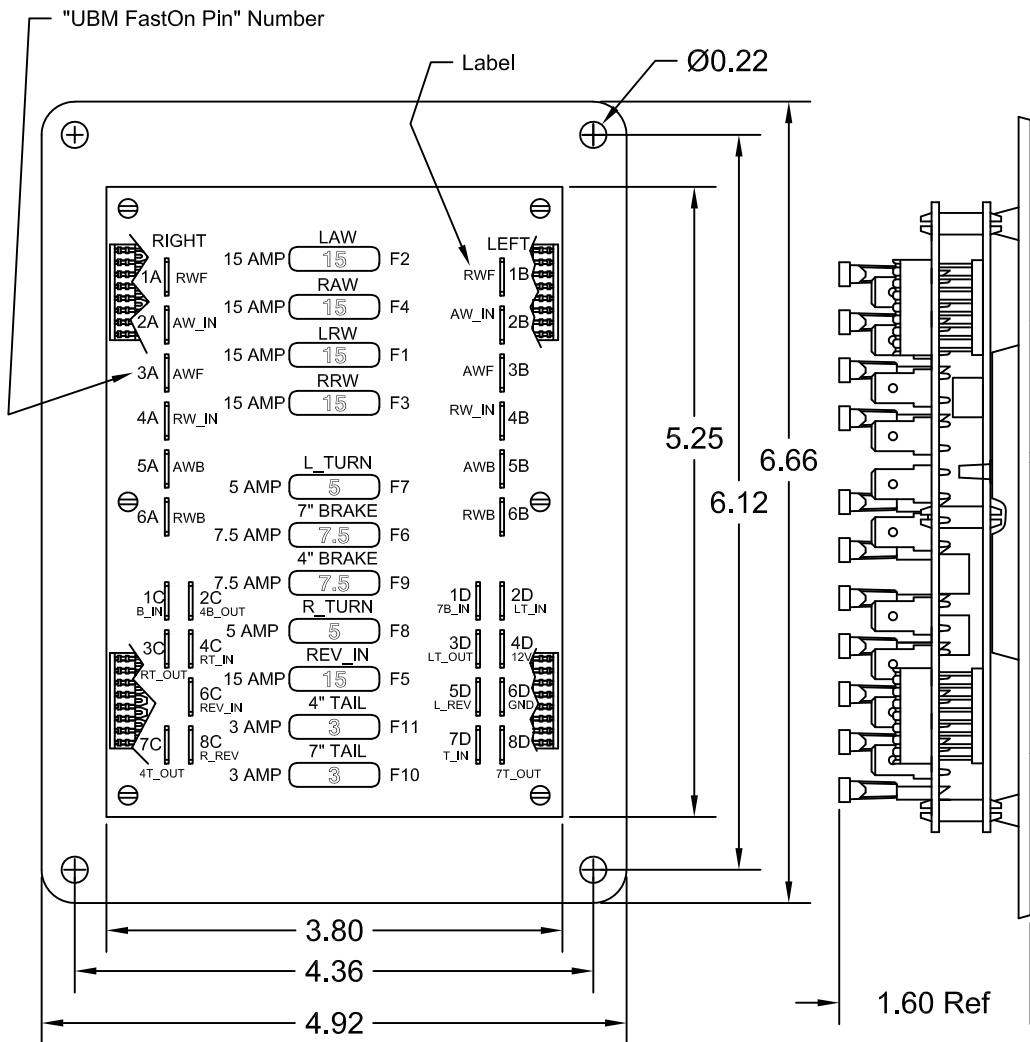 "UBM FastOn Pin" Number
Label
Ø0.22
RIGHT
LEFT
1A RWF
2A AW_IN
3A AWF
4A RW_IN
5A AWB
6A RWB
LAW
15 AMP 15 F2
RAW
15 AMP 15 F4
LRW
15 AMP 15 F1
RRW
15 AMP 15 F3
L_TURN
5 AMP 5 F7
7" BRAKE
7.5 AMP 7.5 F6
4" BRAKE
7.5 AMP 7.5 F9
R_TURN
5 AMP 5 F8
REV_IN
15 AMP 15 F5
4" TAIL
3 AMP 3 F11
7" TAIL
3 AMP 3 F10
RWF 1B
AW_IN 2B
AWF 3B
RW_IN 4B
AWB 5B
RWB 6B
1C
B_IN
2C
4B_OUT
3C
RT_OUT
4C
RT_IN
6C
REV_IN
7C
4T_OUT
8C
R_REV
1D
7B_IN
2D
LT_IN
3D
LT_OUT
4D
12V
5D
L_REV
6D
GND
7D
T_IN
8D
7T_OUT
5.25
6.66
6.12
3.80
4.36
4.92
1.60 Ref